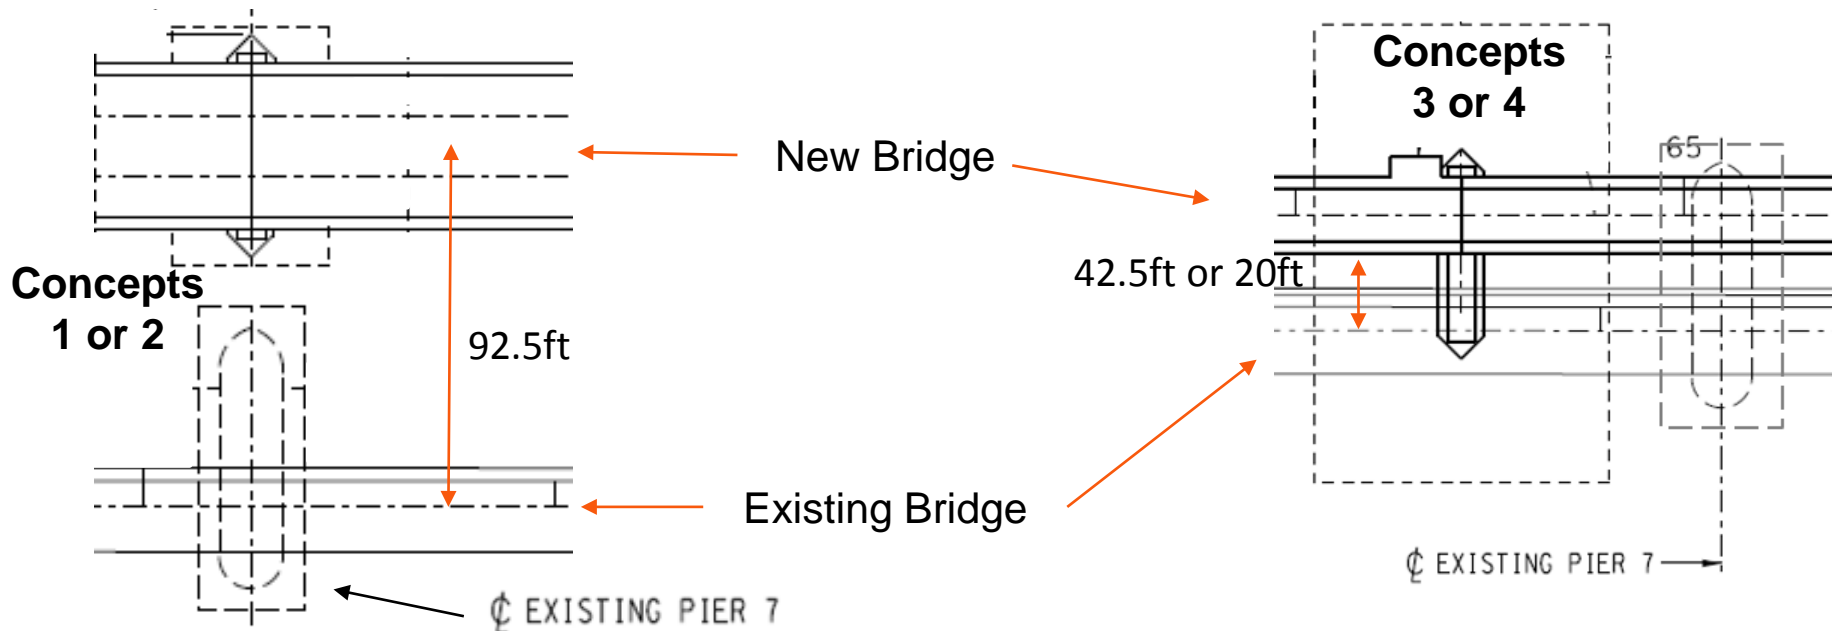 Concepts
3 or 4
65
New Bridge
42.5ft or 20ft
Concepts
1 or 2
92.5ft
Existing Bridge
℄ EXISTING PIER 7
℄ EXISTING PIER 7